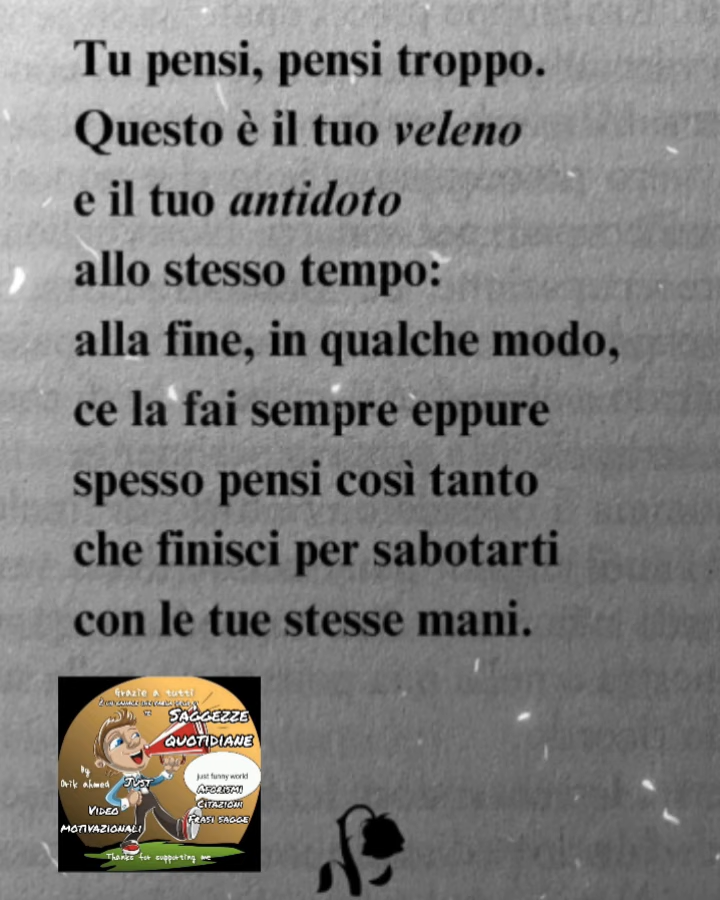 Tu pensi, pensi troppo.
Questo è il tuo veleno
e il tuo antidoto
allo stesso tempo:
alla fine, in qualche modo,
ce la fai sempre eppure
spesso pensi così tanto
che finisci per sabotarti
con le tue stesse mani.
Grazie a tutti
SAGGEZZE
QUOTIDIANE
By
Orik ahmed
JUST
just funny world
AFORISMI
CITAZIONI
FRASI SAGGE
VIDEO
MOTIVAZIONALI
Thanks for supporting me